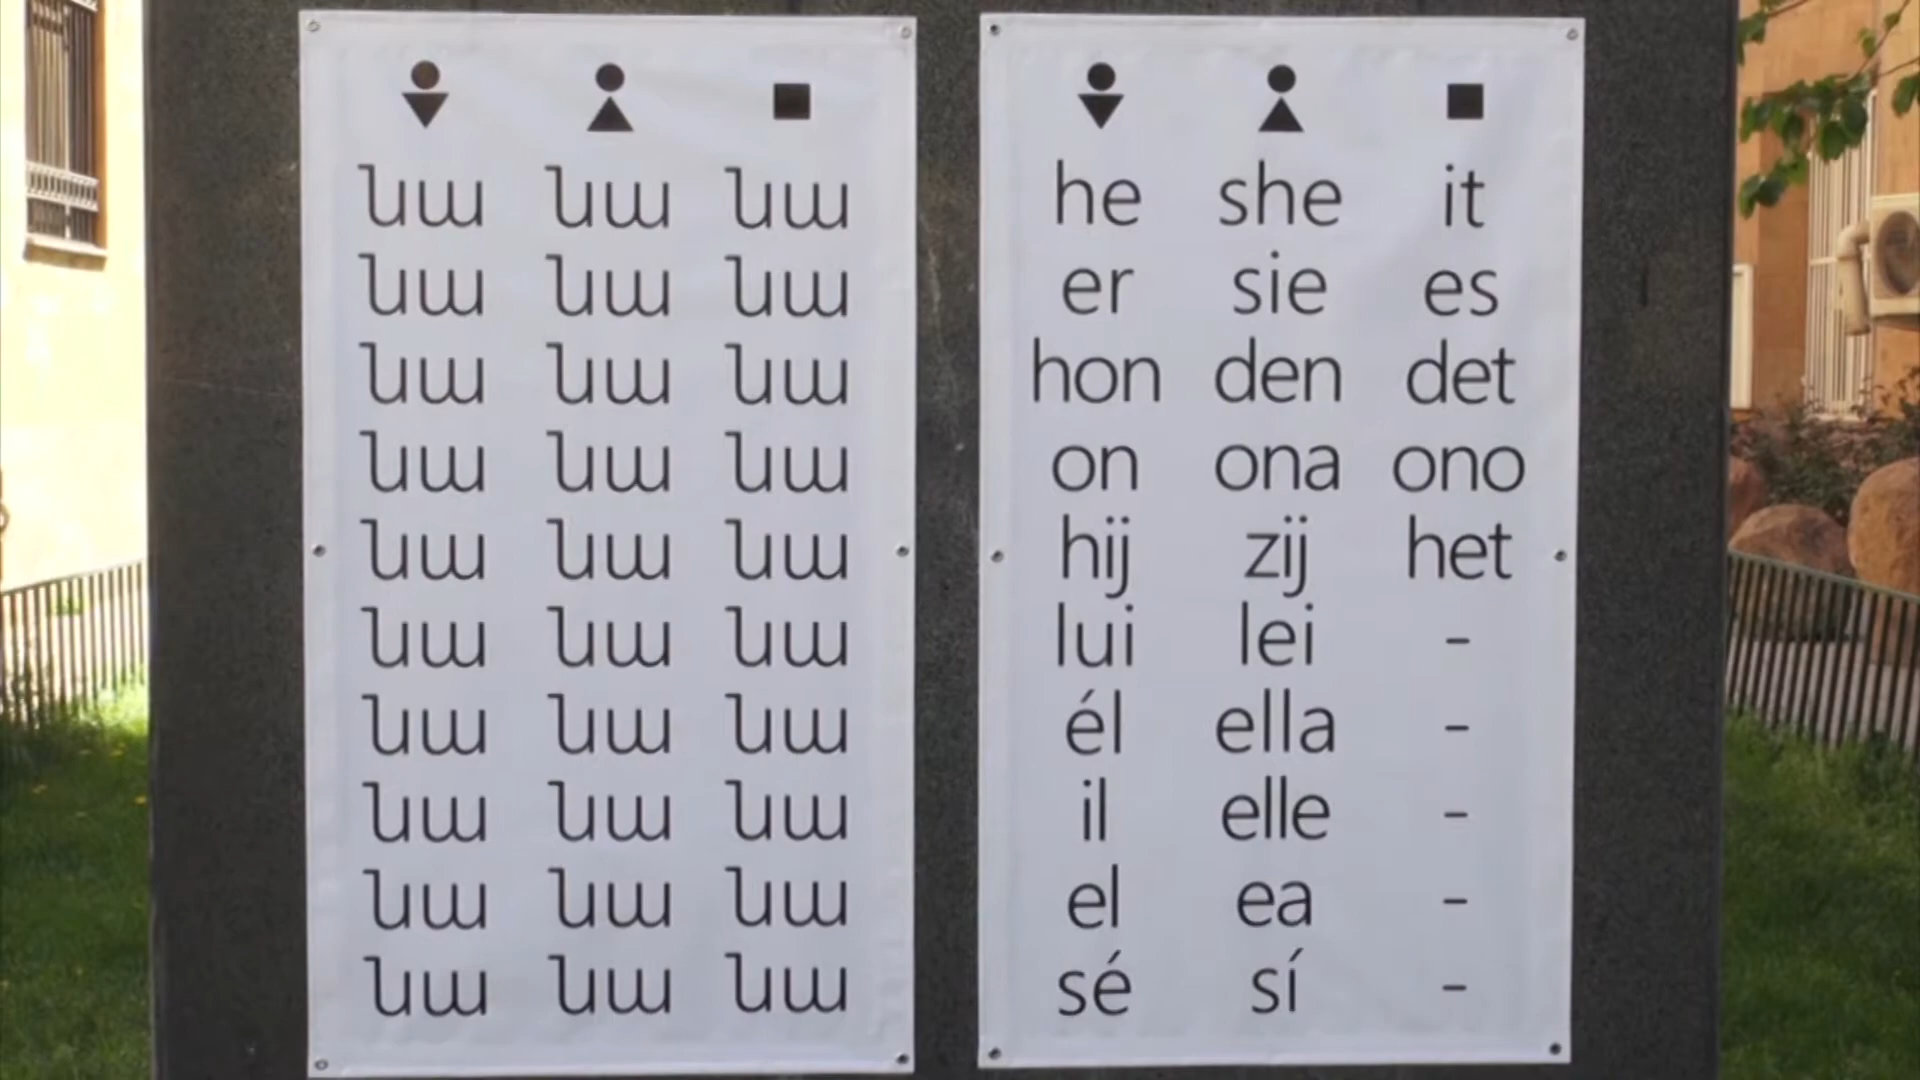 նա նա նա
նա նա նա
նա նա նա
նա նա նա
նա նա նա
նա նա նա
նա նա նա
նա նա նա
նա նա նա
նա նա նա
he she it
er sie es
hon den det
on ona ono
hij zij het
lui lei -
él ella -
il elle -
el ea -
sé sí -